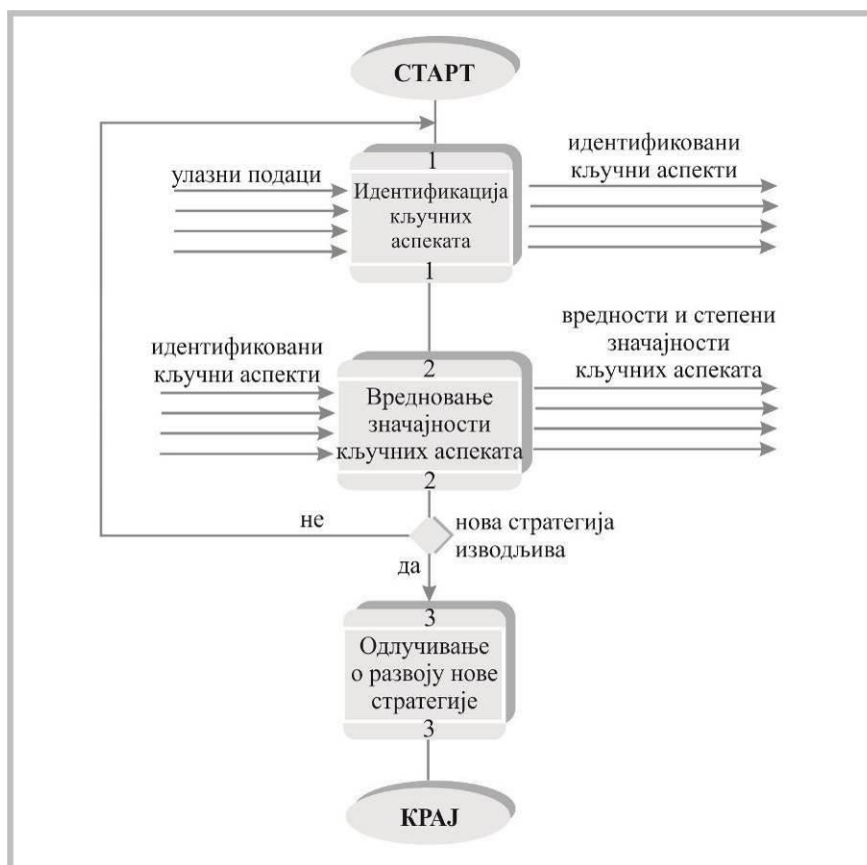 СТАРТ
улазни подаци
1
Идентификација
кључних
аспеката
1
идентификовани
кључни аспекти
идентификовани
кључни аспекти
2
Вредновање
значајности
кључних аспеката
2
вредности и степени
значајности
кључних аспеката
не
нова стратегија
изводљива
да
3
Одлучивање
о развоју нове
стратегије
3
КРАЈ